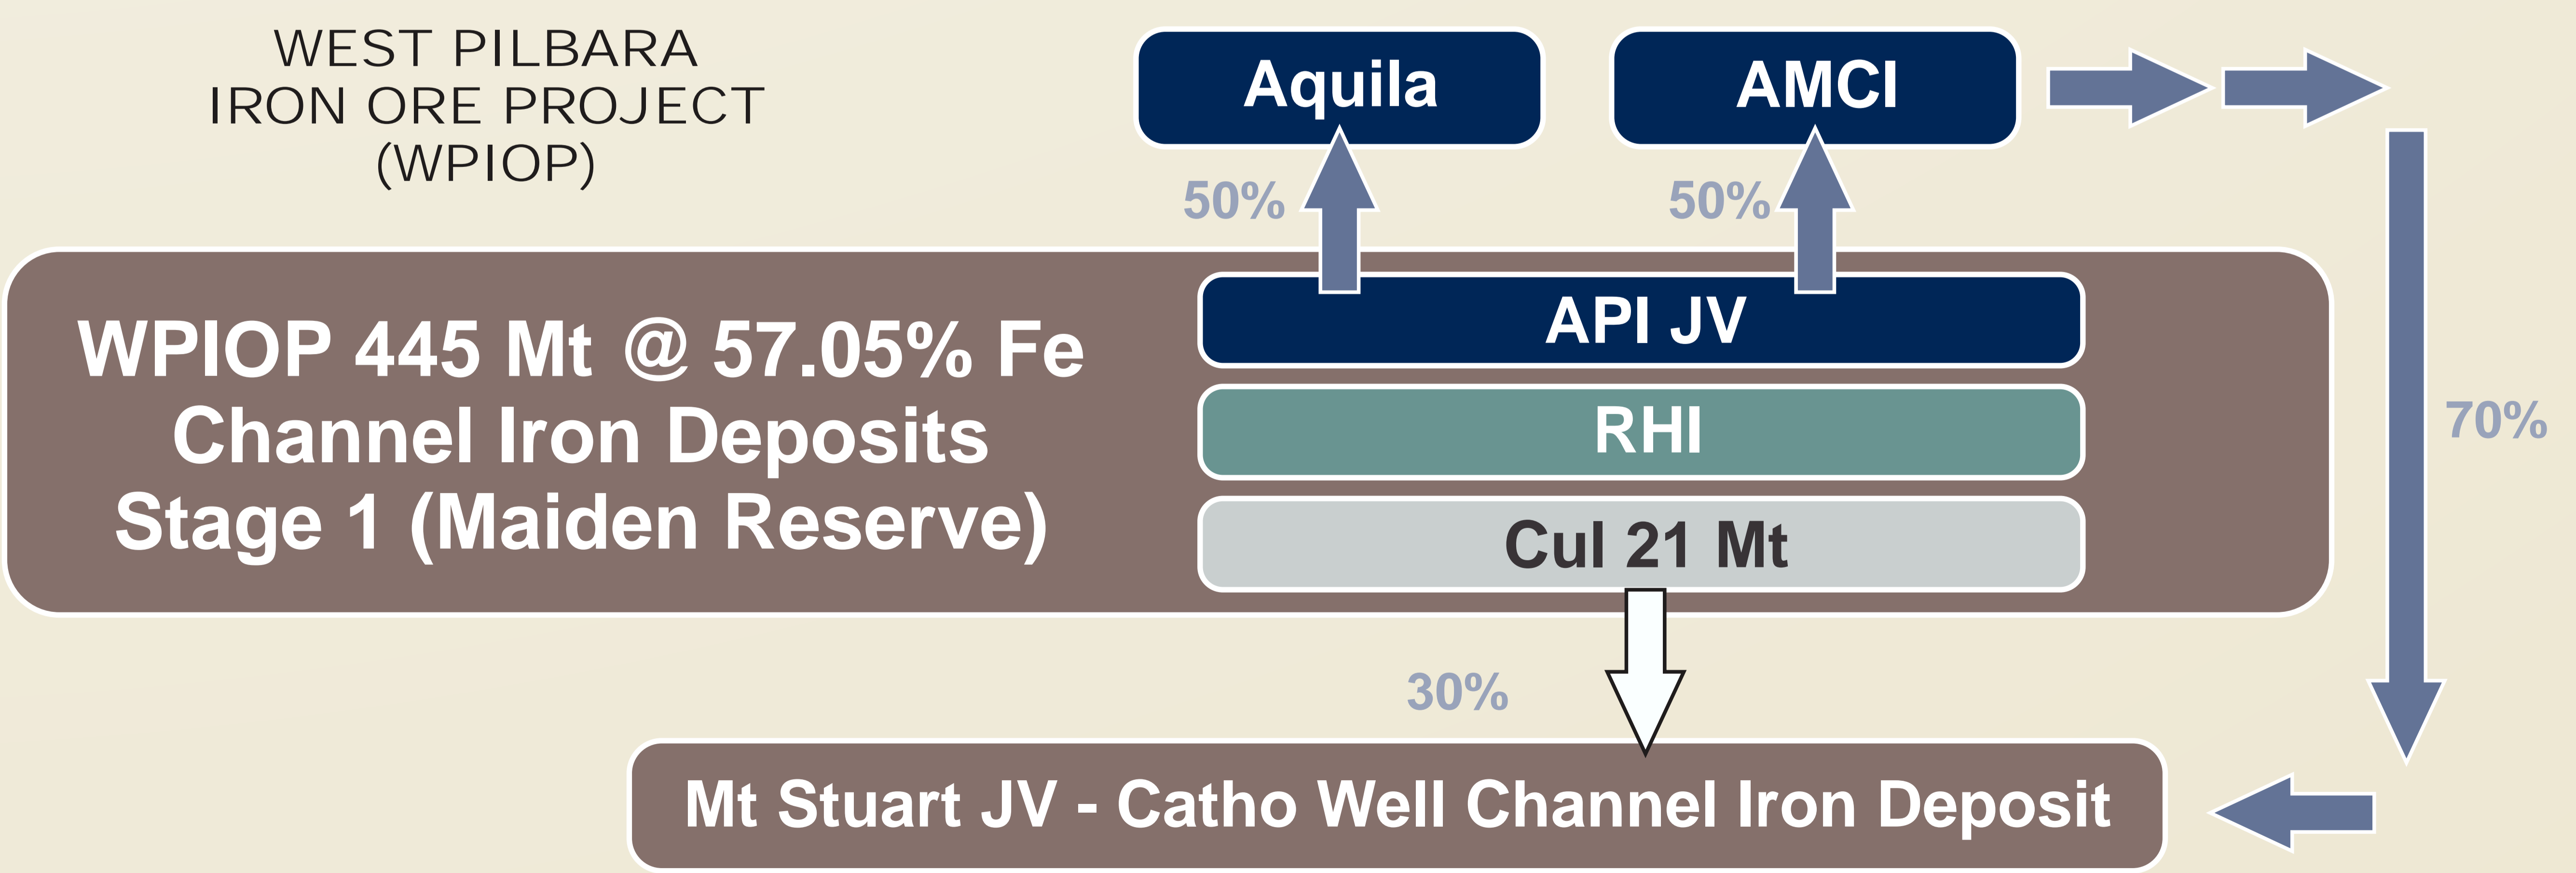 WEST PILBARA
IRON ORE PROJECT
(WPIOP)
Aquila
AMCI
50%
50%
WPIOP 445 Mt @ 57.05% Fe
Channel Iron Deposits
Stage 1 (Maiden Reserve)
API JV
RHI
Cul 21 Mt
70%
30%
Mt Stuart JV - Catho Well Channel Iron Deposit